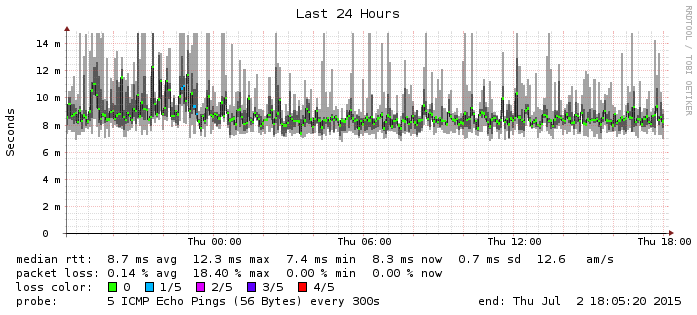 Last 24 Hours
RRDTOOL / TOBI OETIKER
Seconds
14 m
12 m
10 m
8 m
6 m
4 m
2 m
0
Thu 00:00 Thu 06:00 Thu 12:00 Thu 18:00
median rtt: 8.7 ms avg 12.3 ms max 7.4 ms min 8.3 ms now 0.7 ms sd 12.6 am/s
packet loss: 0.14 % avg 18.40 % max 0.00 % min 0.00 % now
loss color: 0 1/5 2/5 3/5 4/5
probe: 5 ICMP Echo Pings (56 Bytes) every 300s end: Thu Jul 2 18:05:20 2015